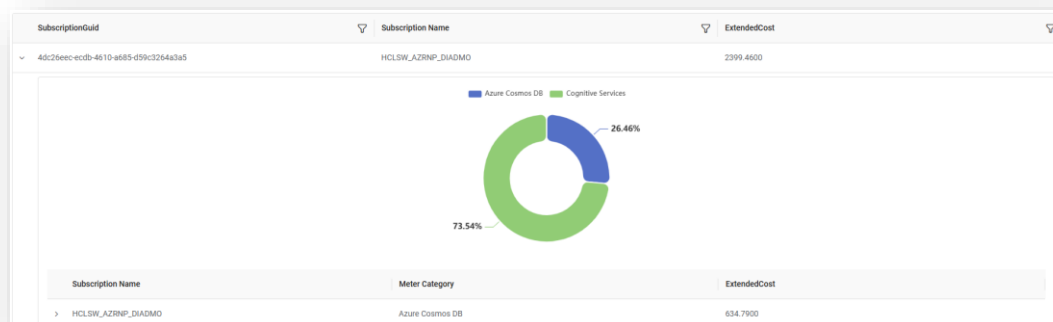 SubscriptionGuid Subscription Name ExtendedCost
4dc26eec-ecdb-4610-a685-d59c3264a3a5 HCLSW_AZRNP_DIADMO 2399.4600
Azure Cosmos DB Cognitive Services
26.46%
73.54%
Subscription Name Meter Category ExtendedCost
HCLSW_AZRNP_DIADMO Azure Cosmos DB 634.7900